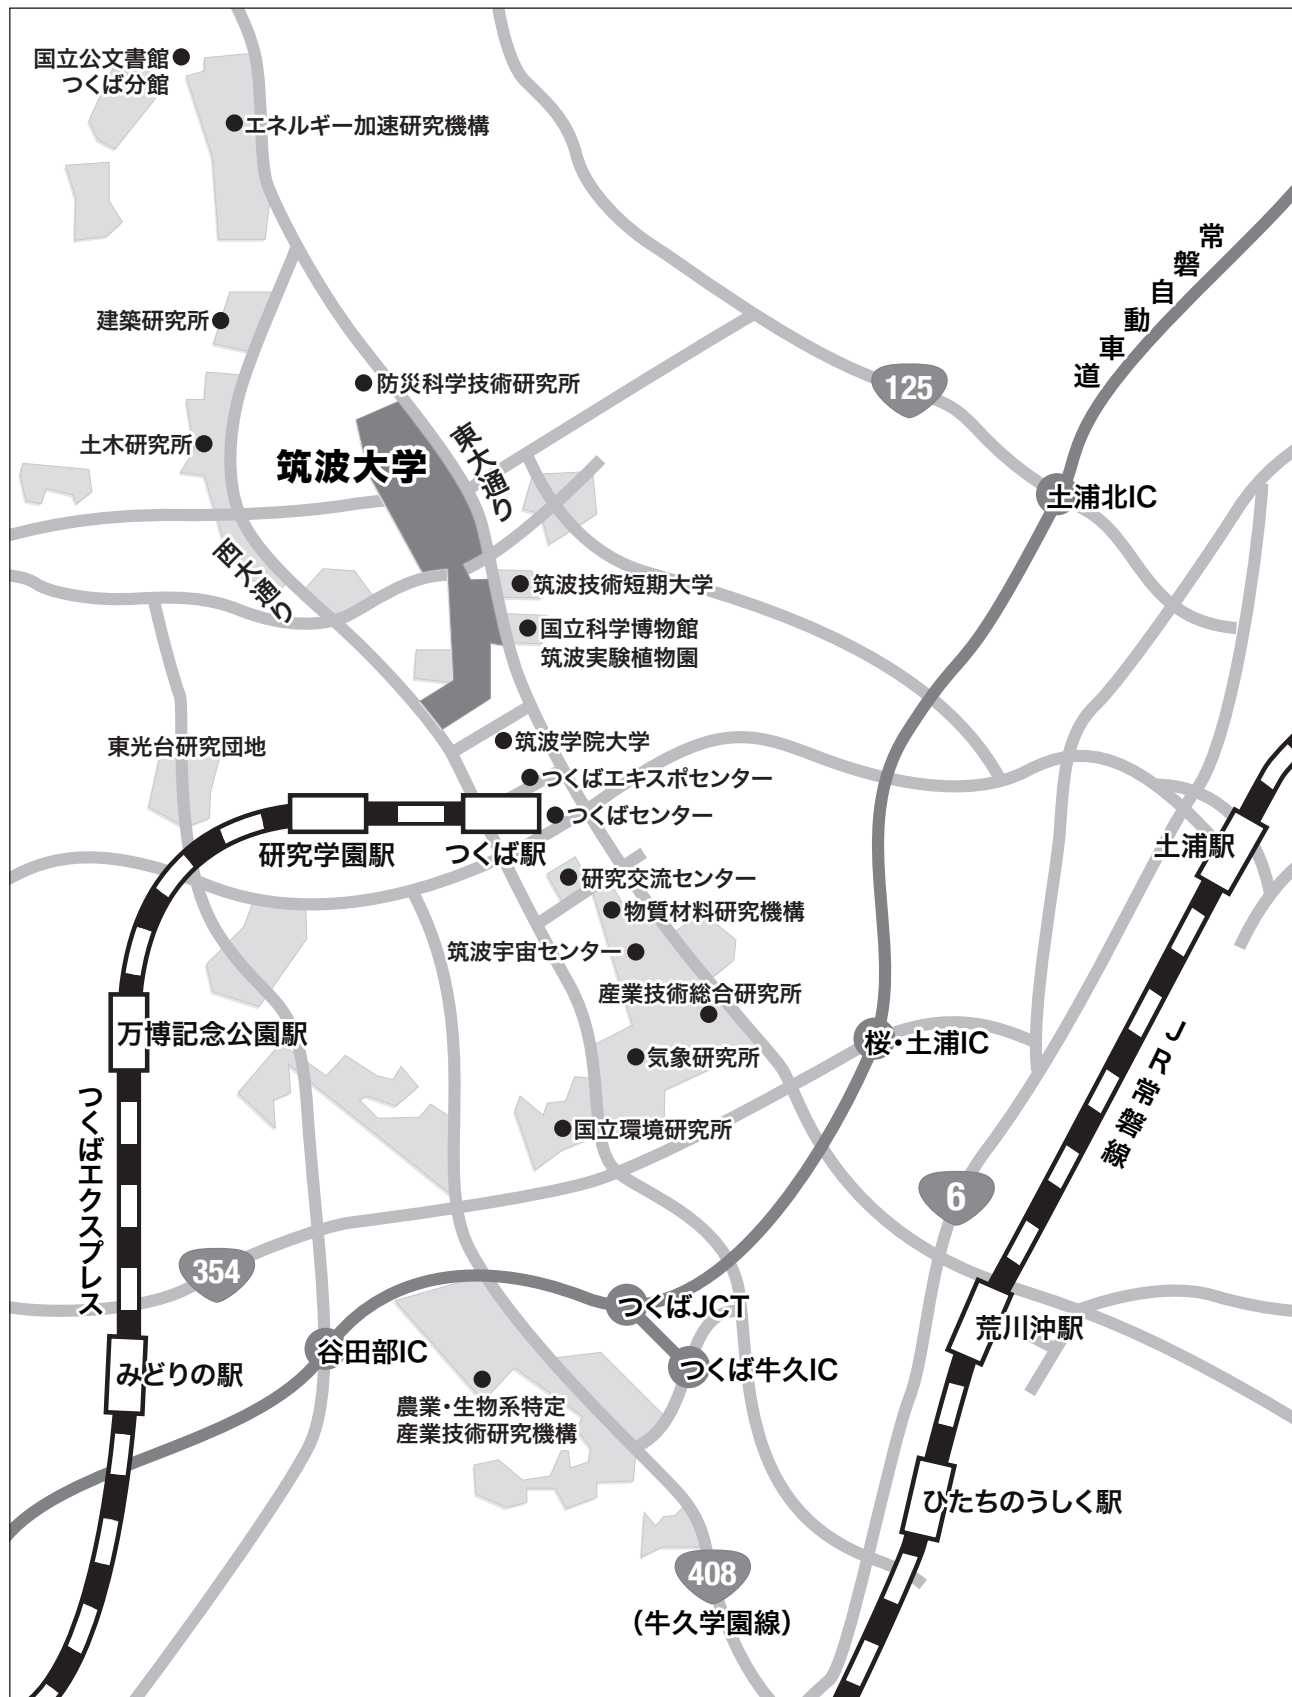 国立公文書館
つくば分館
エネルギー加速研究機構
常磐自動車道
建築研究所
防災科学技術研究所
125
土木研究所
筑波大学
東大通り
土浦北IC
西大通り
筑波技術短期大学
国立科学博物館
筑波実験植物園
東光台研究団地
筑波学院大学
つくばエキスポセンター
つくばセンター
研究学園駅
つくば駅
土浦駅
研究交流センター
物質材料研究機構
筑波宇宙センター
産業技術総合研究所
万博記念公園駅
桜・土浦IC
気象研究所
JR常磐線
つくばエクスプレス
国立環境研究所
6
354
つくばJCT
荒川沖駅
谷田部IC
みどりの駅
つくば牛久IC
農業・生物系特定
産業技術研究機構
ひたちのうしく駅
408
(牛久学園線)